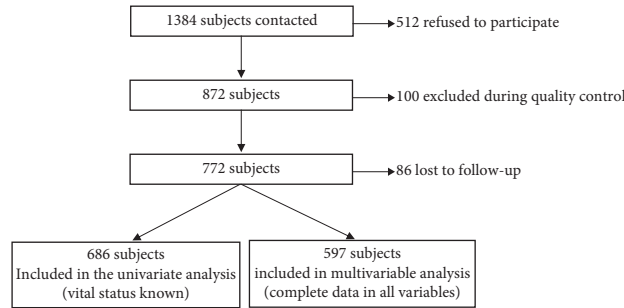 1384 subjects contacted
512 refused to participate
872 subjects
100 excluded during quality control
772 subjects
86 lost to follow-up
686 subjects
Included in the univariate analysis
(vital status known)
597 subjects
included in multivariable analysis
(complete data in all variables)